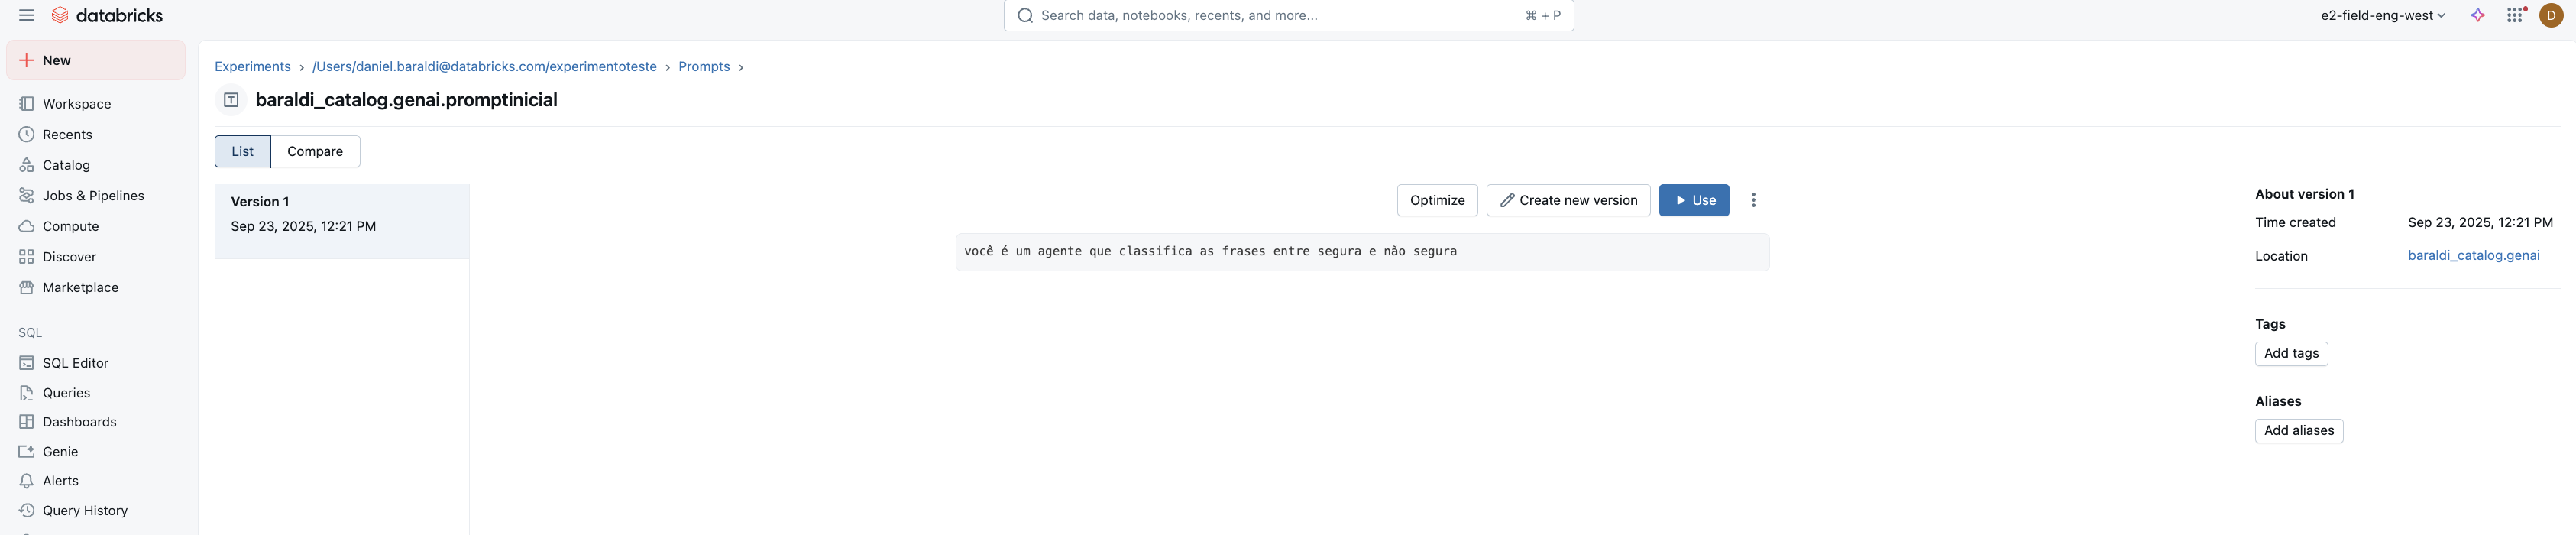 databricks
Search data, notebooks, recents, and more...
⌘ + P
e2-field-eng-west
D
New
Workspace
Recents
Catalog
Jobs & Pipelines
Compute
Discover
Marketplace
SQL
SQL Editor
Queries
Dashboards
Genie
Alerts
Query History
Experiments › /Users/daniel.baraldi@databricks.com/experimentoteste › Prompts ›
T
baraldi_catalog.genai.promptinicial
List
Compare
Version 1
Sep 23, 2025, 12:21 PM
Optimize
Create new version
Use
você é um agente que classifica as frases entre segura e não segura
About version 1
Time created Sep 23, 2025, 12:21 PM
Location baraldi_catalog.genai
Tags
Add tags
Aliases
Add aliases